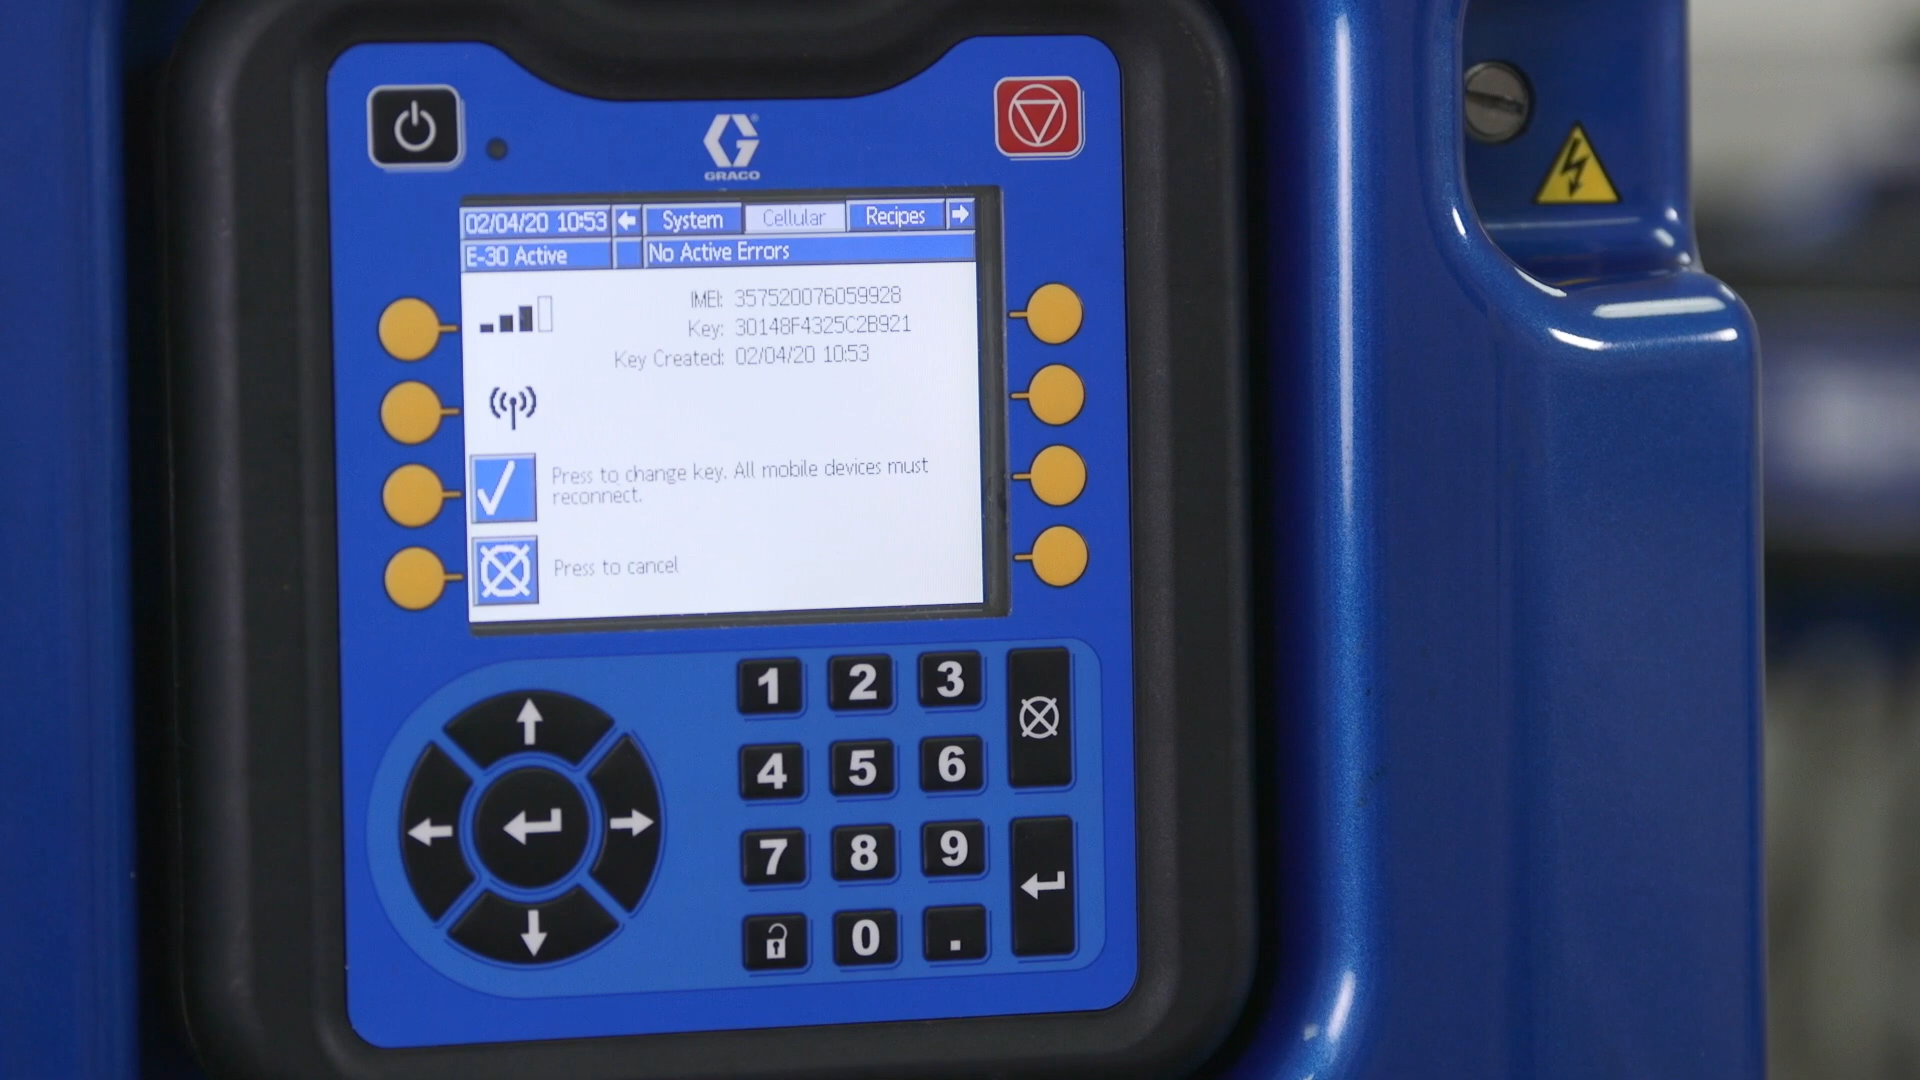 GRACO
02/04/20 10:53 System Cellular Recipes
E-30 Active No Active Errors
IMEI: 357520076059928
Key: 30148F4325C2B921
Key Created: 02/04/20 10:53
Press to change key. All mobile devices must
reconnect.
Press to cancel
1 2 3
4 5 6
7 8 9
0 .